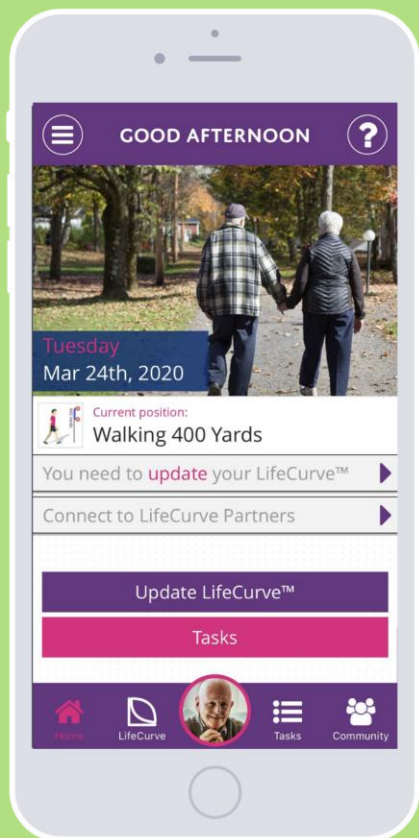 GOOD AFTERNOON
?
Tuesday
Mar 24th, 2020
Current position:
Walking 400 Yards
You need to update your LifeCurve™
Connect to LifeCurve Partners
Update LifeCurve™
Tasks
Home
LifeCurve
Tasks
Community